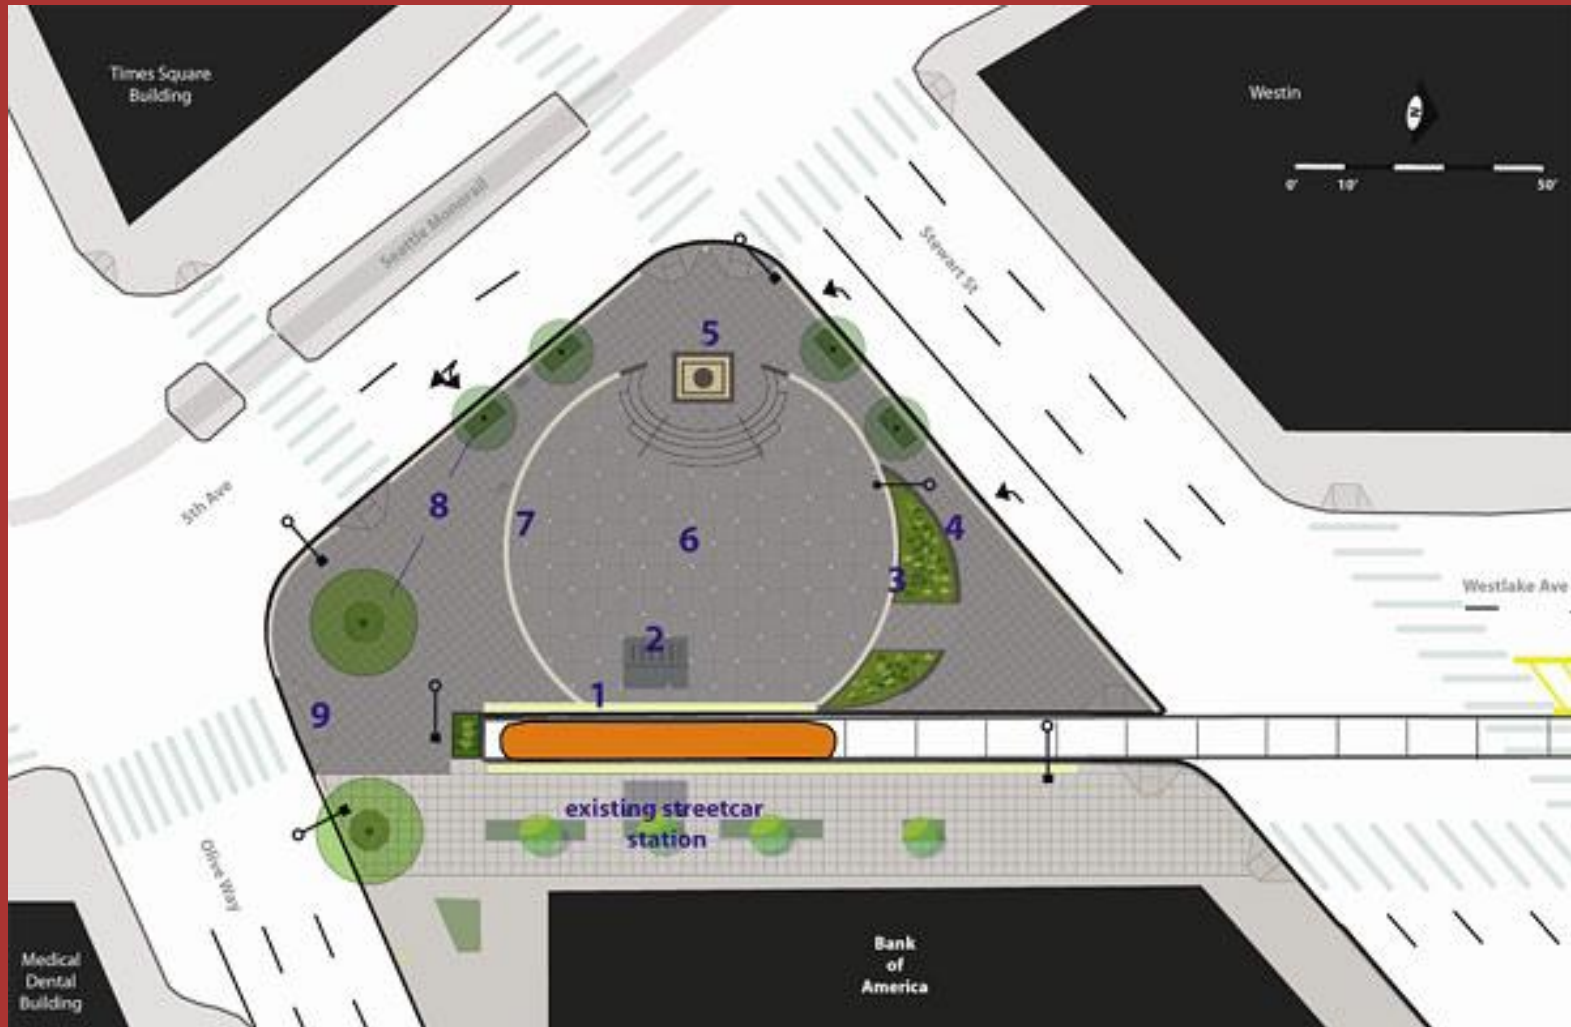 Times Square
Building
Westin
N
0'
10'
50'
Seattle Monorail
Stewart St
5
8
5th Ave
7
6
4
3
Westlake Ave
2
1
9
existing streetcar
station
Olive Way
Bank
of
America
Medical
Dental
Building